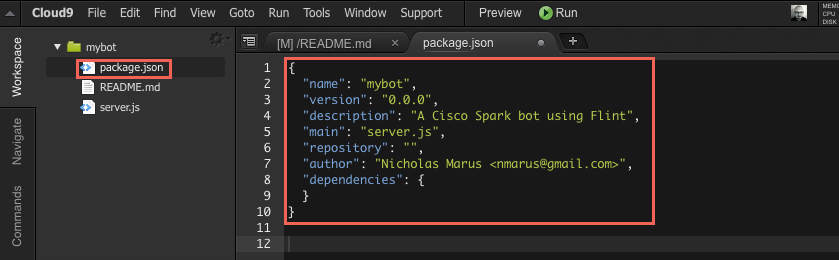 Cloud9 File Edit Find View Goto Run Tools Window Support Preview Run
MEMO
CPU
DISK
Workspace
Navigate
Commands
mybot
package.json
README.md
server.js
[M] /README.md
package.json
1 {
2 "name": "mybot",
3 "version": "0.0.0",
4 "description": "A Cisco Spark bot using Flint",
5 "main": "server.js",
6 "repository": "",
7 "author": "Nicholas Marus <nmarus@gmail.com>",
8 "dependencies": {
9 }
10 }
11
12